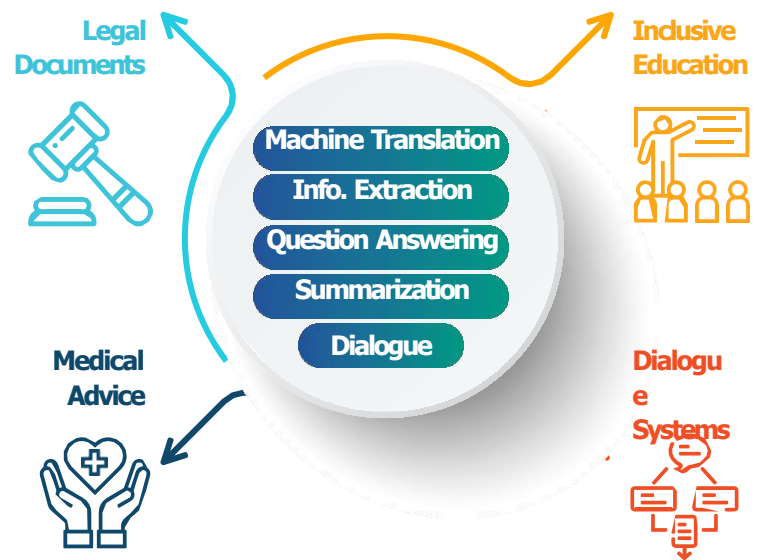 Legal
Documents
Inclusive
Education
Machine Translation
Info. Extraction
Question Answering
Summarization
Dialogue
Medical
Advice
Dialogu
e
Systems